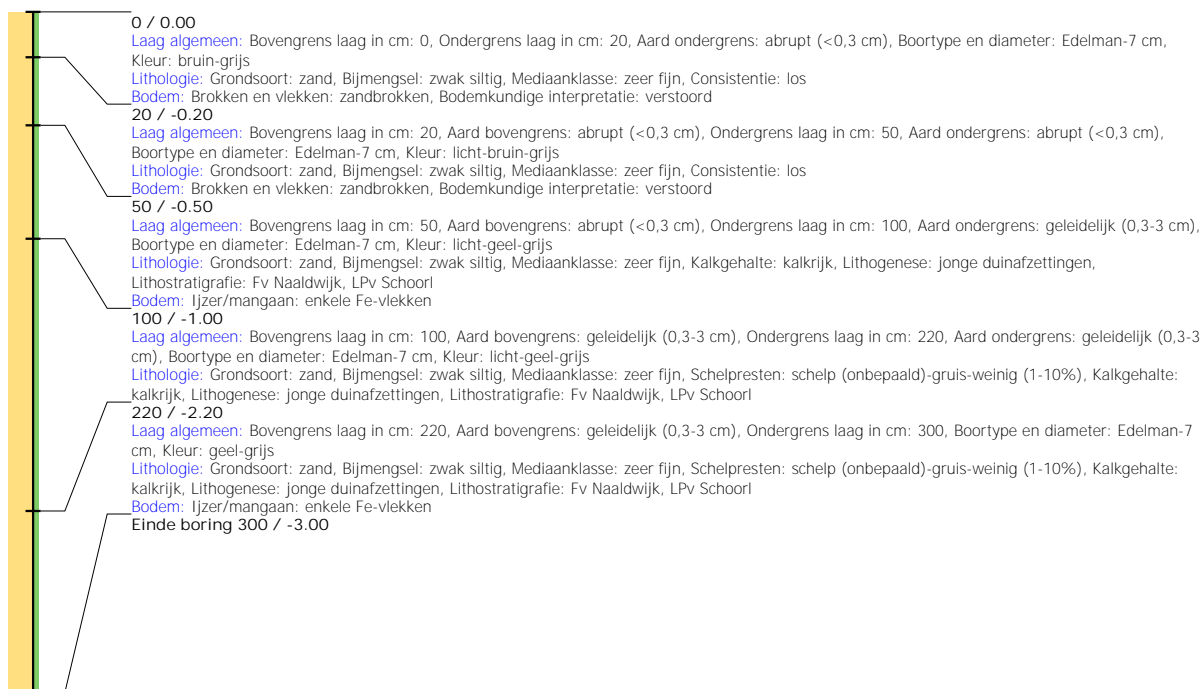 0 / 0.00
Laag algemeen: Bovengrens laag in cm: 0, Ondergrens laag in cm: 20, Aard ondergrens: abrupt (<0,3 cm), Boortype en diameter: Edelman-7 cm,
Kleur: bruin-grijs
Lithologie: Grondsoort: zand, Bijmengsel: zwak siltig, Mediaanklasse: zeer fijn, Consistentie: los
Bodem: Brokken en vlekken: zandbrokken, Bodemkundige interpretatie: verstoord
20 / -0.20
Laag algemeen: Bovengrens laag in cm: 20, Aard bovengrens: abrupt (<0,3 cm), Ondergrens laag in cm: 50, Aard ondergrens: abrupt (<0,3 cm),
Boortype en diameter: Edelman-7 cm, Kleur: licht-bruin-grijs
Lithologie: Grondsoort: zand, Bijmengsel: zwak siltig, Mediaanklasse: zeer fijn, Consistentie: los
Bodem: Brokken en vlekken: zandbrokken, Bodemkundige interpretatie: verstoord
50 / -0.50
Laag algemeen: Bovengrens laag in cm: 50, Aard bovengrens: abrupt (<0,3 cm), Ondergrens laag in cm: 100, Aard ondergrens: geleidelijk (0,3-3 cm),
Boortype en diameter: Edelman-7 cm, Kleur: licht-geel-grijs
Lithologie: Grondsoort: zand, Bijmengsel: zwak siltig, Mediaanklasse: zeer fijn, Kalkgehalte: kalkrijk, Lithogenese: jonge duinafzettingen,
Lithostratigrafie: Fv Naaldwijk, LPv Schoorl
Bodem: Ijzer/mangaan: enkele Fe-vlekken
100 / -1.00
Laag algemeen: Bovengrens laag in cm: 100, Aard bovengrens: geleidelijk (0,3-3 cm), Ondergrens laag in cm: 220, Aard ondergrens: geleidelijk (0,3-3
cm), Boortype en diameter: Edelman-7 cm, Kleur: licht-geel-grijs
Lithologie: Grondsoort: zand, Bijmengsel: zwak siltig, Mediaanklasse: zeer fijn, Schelpresten: schelp (onbepaald)-gruis-weinig (1-10%), Kalkgehalte:
kalkrijk, Lithogenese: jonge duinafzettingen, Lithostratigrafie: Fv Naaldwijk, LPv Schoorl
220 / -2.20
Laag algemeen: Bovengrens laag in cm: 220, Aard bovengrens: geleidelijk (0,3-3 cm), Ondergrens laag in cm: 300, Boortype en diameter: Edelman-7
cm, Kleur: geel-grijs
Lithologie: Grondsoort: zand, Bijmengsel: zwak siltig, Mediaanklasse: zeer fijn, Schelpresten: schelp (onbepaald)-gruis-weinig (1-10%), Kalkgehalte:
kalkrijk, Lithogenese: jonge duinafzettingen, Lithostratigrafie: Fv Naaldwijk, LPv Schoorl
Bodem: Ijzer/mangaan: enkele Fe-vlekken
Einde boring 300 / -3.00